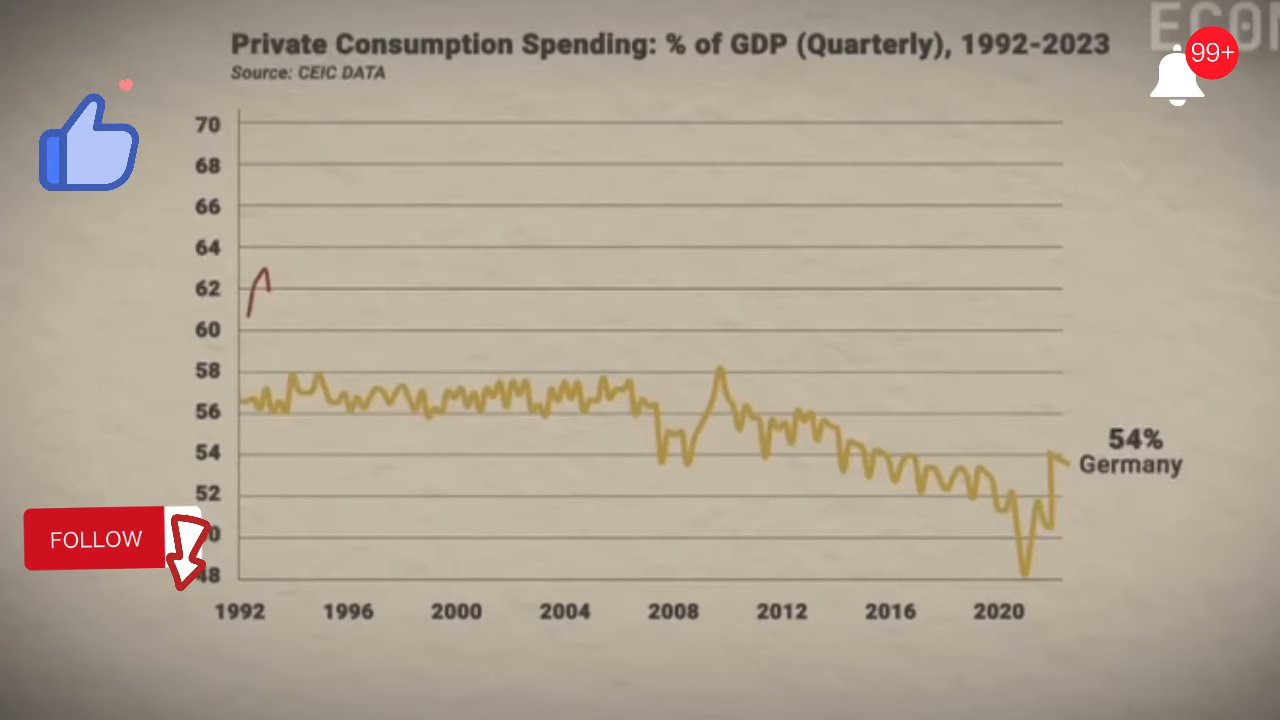 Private Consumption Spending: % of GDP (Quarterly), 1992-2023
Source: CEIC DATA
99+
70
68
66
64
62
60
58
56
54
52
48
54%
Germany
FOLLOW
1992 1996 2000 2004 2008 2012 2016 2020